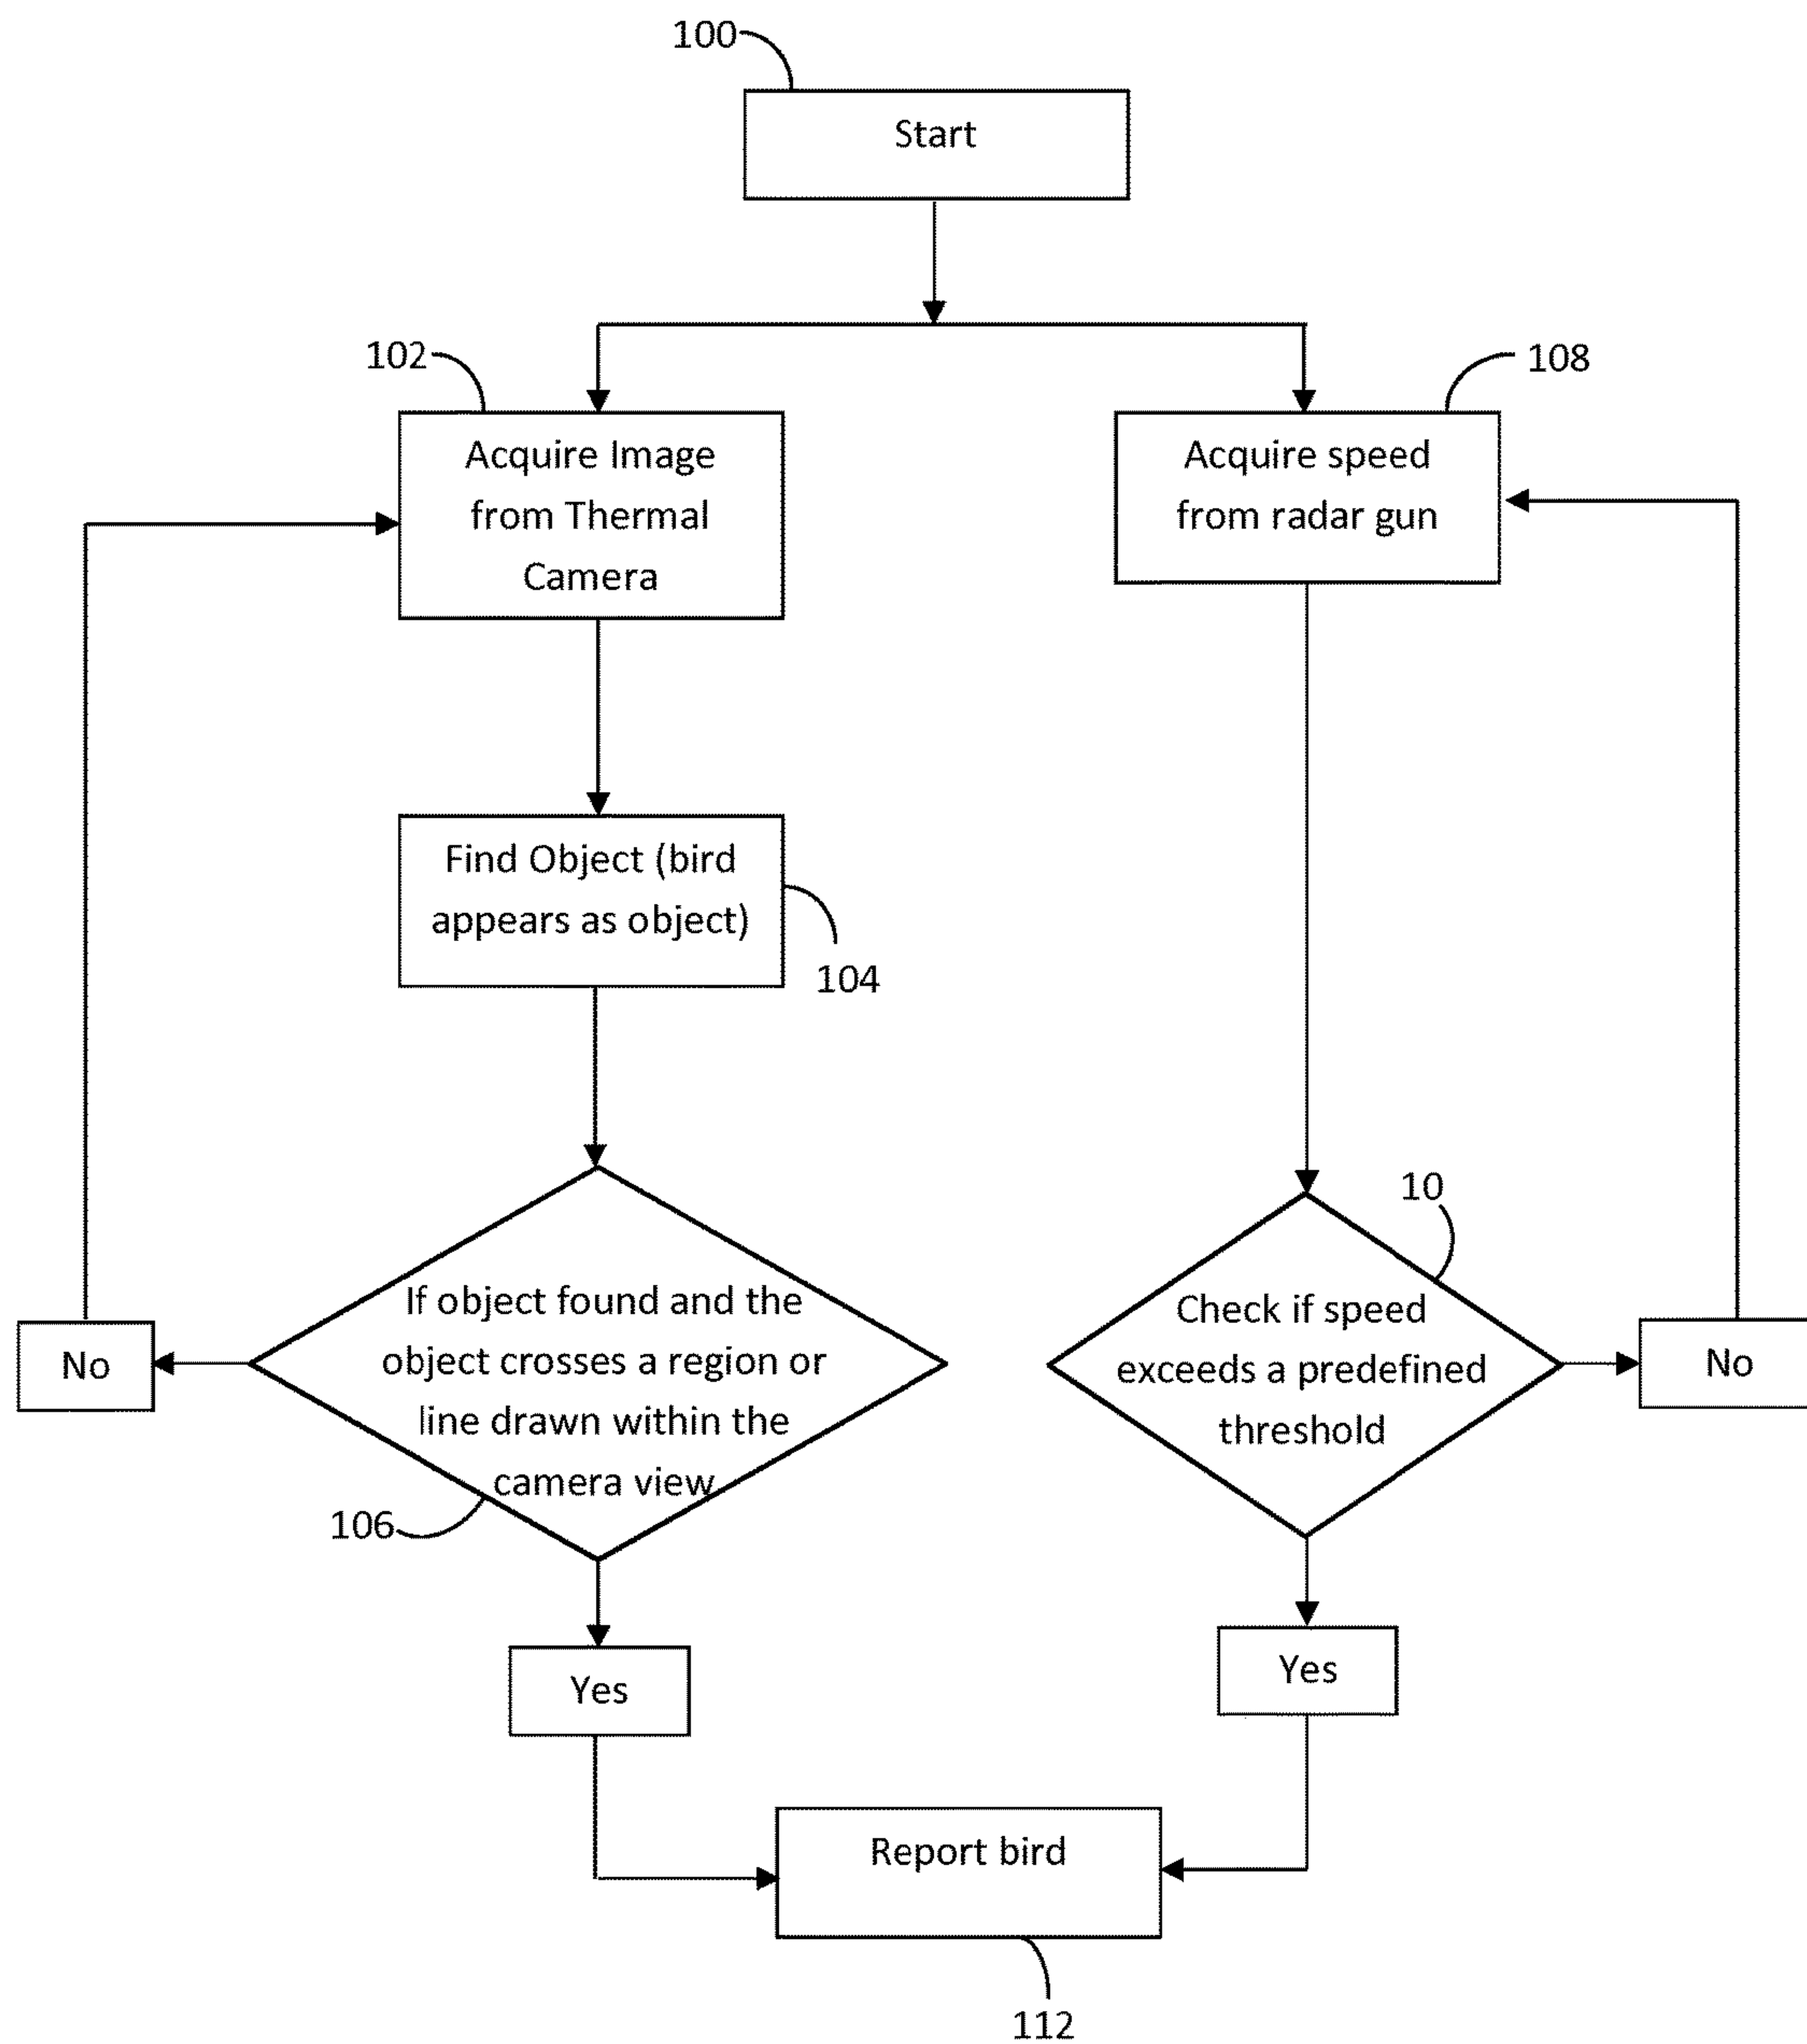 100
Start
102
108
Acquire Image
from Thermal
Camera
Acquire speed
from radar gun
Find Object (bird
appears as object)
104
10
If object found and the
object crosses a region or
line drawn within the
camera view
106
Check if speed
exceeds a predefined
threshold
No
No
Yes
Yes
Report bird
112